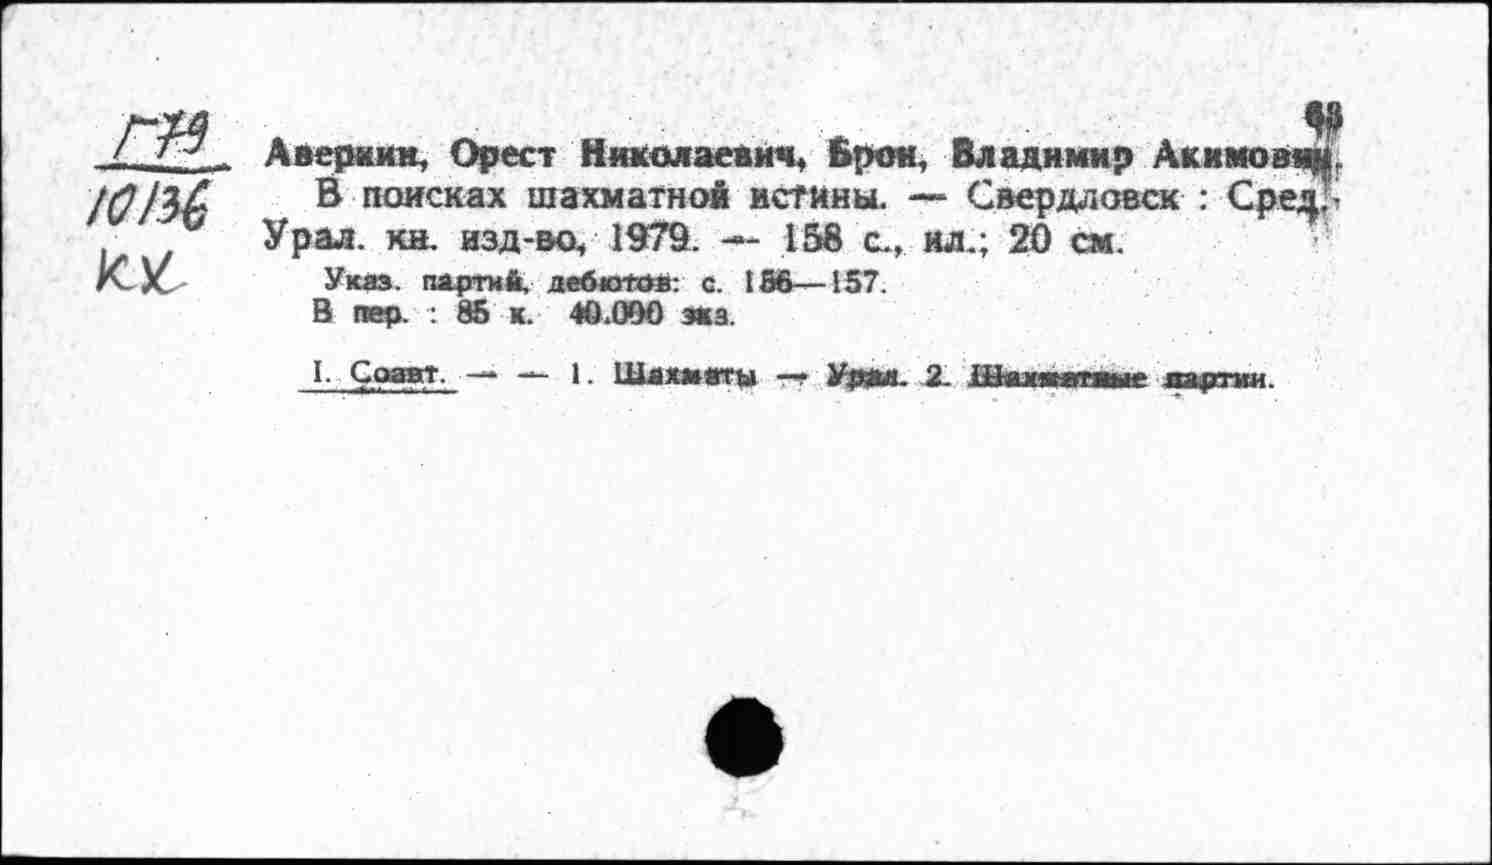 Г79
10136
кх
Аверкин, Орест Николаевич, Брон, Владимир Акимович.
В поисках шахматной истины. — Свердловск : Сред.-
Урал. кн. изд-во, 1979. — 158 с., ил.; 20 см.
Указ. партий, дебютов: с. 156—157.
В пер. : 85 к. 40.000 экз.
I. Соавт. — — 1. Шахматы — Урал. 2. Шахматные партии.